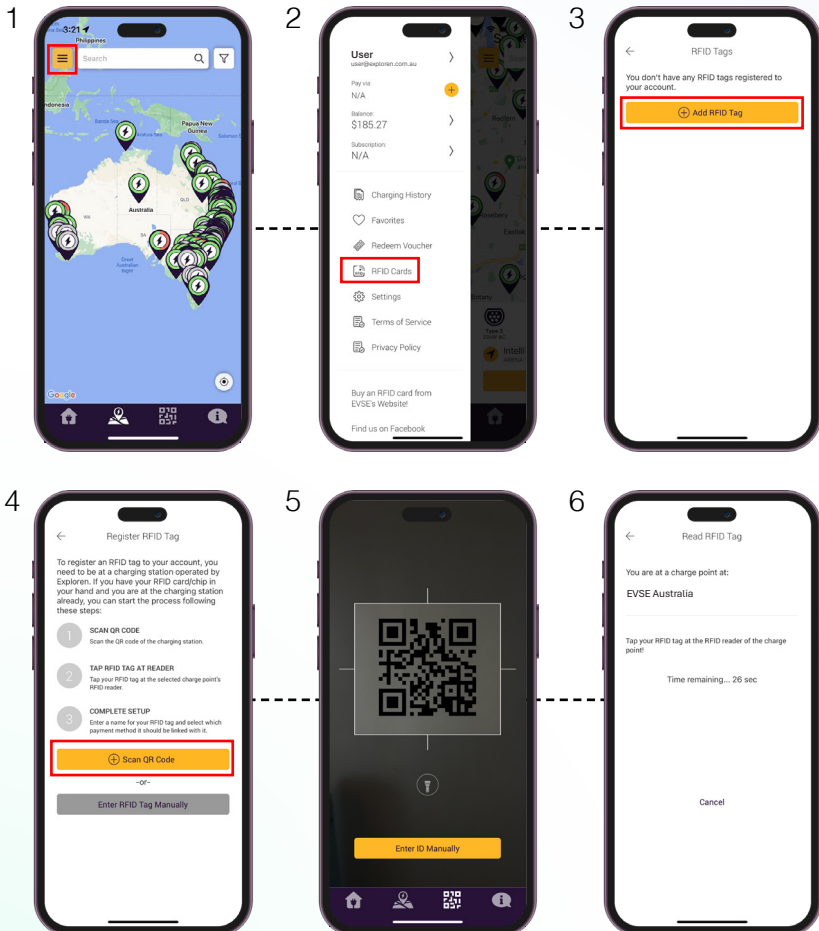 1
3:21
Philippines
Search
Banda Sea
Papua New
Guinea
Arafura Sea
Australia
WA
QLD
SA
Great
Australian
Bight
Google
2
User
user@exploren.com.au
Pay via:
N/A
Balance:
$185.27
Subscription:
N/A
Charging History
Favorites
Redeem Voucher
RFID Cards
Settings
Terms of Service
Privacy Policy
Buy an RFID card from
EVSE's Website!
Find us on Facebook
Type 2
3
RFID Tags
You don't have any RFID tags registered to
your account.
Add RFID Tag
4
Register RFID Tag
To register an RFID tag to your account, you
need to be at a charging station operated by
Exploren. If you have your RFID card/chip in
your hand and you are at the charging station
already, you can start the process following
these steps:
1
SCAN QR CODE
Scan the QR code of the charging station.
2
TAP RFID TAG AT READER
Tap your RFID tag at the selected charge point's
RFID reader.
3
COMPLETE SETUP
Enter a name for your RFID tag and select which
payment method it should be linked with it.
Scan QR Code
-or-
Enter RFID Tag Manually
5
Enter ID Manually
6
Read RFID Tag
You are at a charge point at:
EVSE Australia
Tap your RFID tag at the RFID reader of the charge
point!
Time remaining... 26 sec
Cancel